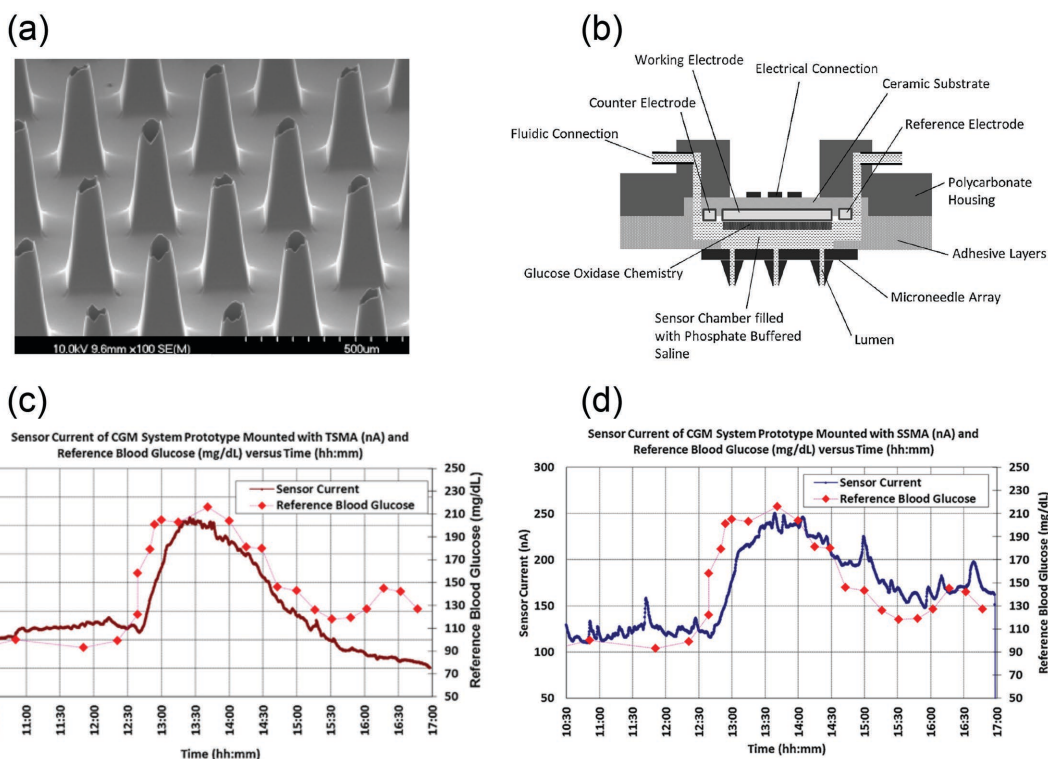 (a)
10.0kV 9.6mm x100 SE(M)
500um
(b)
Working Electrode
Electrical Connection
Ceramic Substrate
Counter Electrode
Reference Electrode
Fluidic Connection
Polycarbonate
Housing
Glucose Oxidase Chemistry
Adhesive Layers
Microneedle Array
Sensor Chamber filled
with Phosphate Buffered
Saline
Lumen
(c)
Sensor Current of CGM System Prototype Mounted with TSMA (nA) and
Reference Blood Glucose (mg/dL) versus Time (hh:mm)
Sensor Current
Reference Blood Glucose
250
230
210
190
170
150
130
110
90
70
50
Reference Blood Glucose (mg/dL)
11:00
11:30
12:00
12:30
13:00
13:30
14:00
14:30
15:00
15:30
16:00
16:30
17:00
Time (hh:mm)
(d)
Sensor Current of CGM System Prototype Mounted with SSMA (nA) and
Reference Blood Glucose (mg/dL) versus Time (hh:mm)
Sensor Current
Reference Blood Glucose
300
250
200
150
100
50
Sensor Current (nA)
250
230
210
190
170
150
130
110
90
70
50
Reference Blood Glucose (mg/dL)
10:30
11:00
11:30
12:00
12:30
13:00
13:30
14:00
14:30
15:00
15:30
16:00
16:30
17:00
Time (hh:mm)